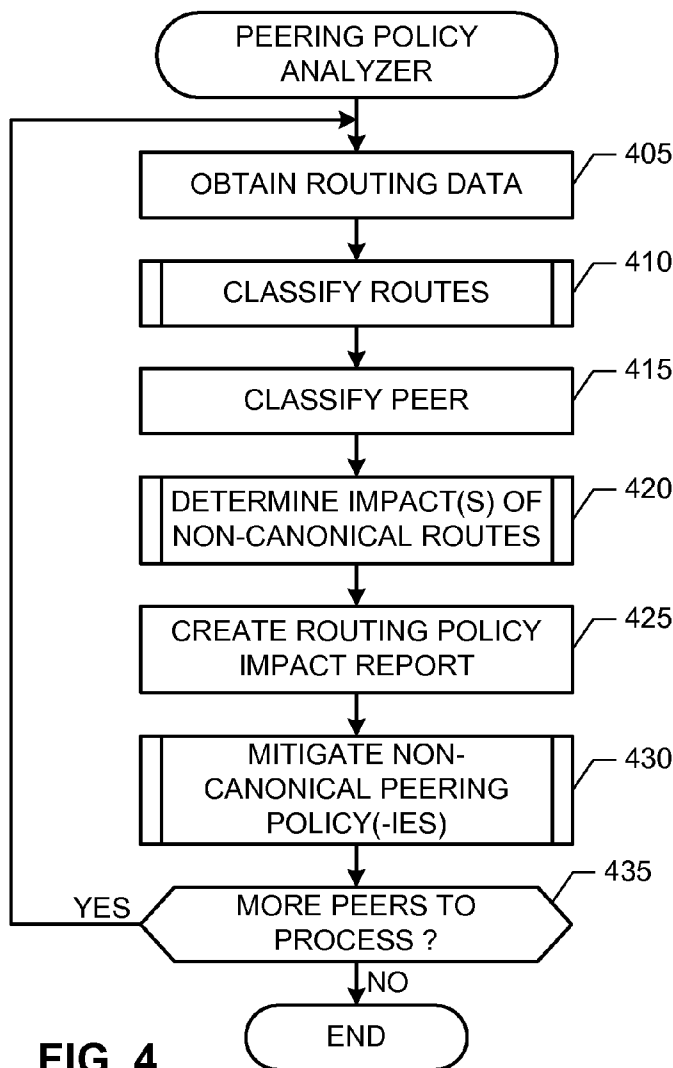 PEERING POLICY
ANALYZER
OBTAIN ROUTING DATA
405
CLASSIFY ROUTES
410
CLASSIFY PEER
415
DETERMINE IMPACT(S) OF
NON-CANONICAL ROUTES
420
CREATE ROUTING POLICY
IMPACT REPORT
425
MITIGATE NON-
CANONICAL PEERING
POLICY(-IES)
430
435
YES
MORE PEERS TO
PROCESS ?
NO
END
FIG. 4